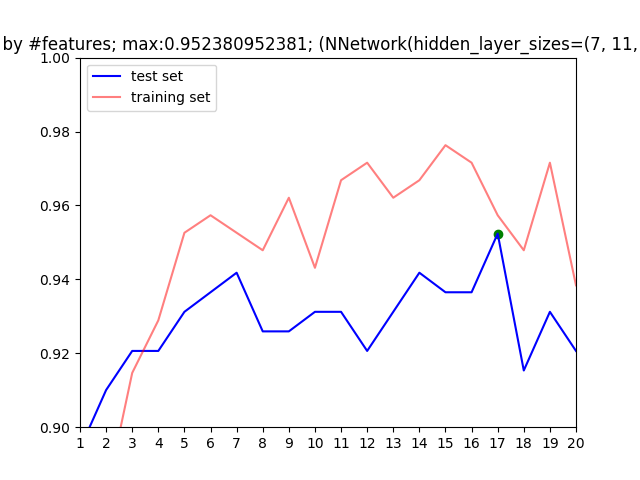 by #features; max:0.952380952381; (NNetwork(hidden_layer_sizes=(7, 11,
1.00
test set
training set
0.98
0.96
0.94
0.92
0.90
1 2 3 4 5 6 7 8 9 10 11 12 13 14 15 16 17 18 19 20